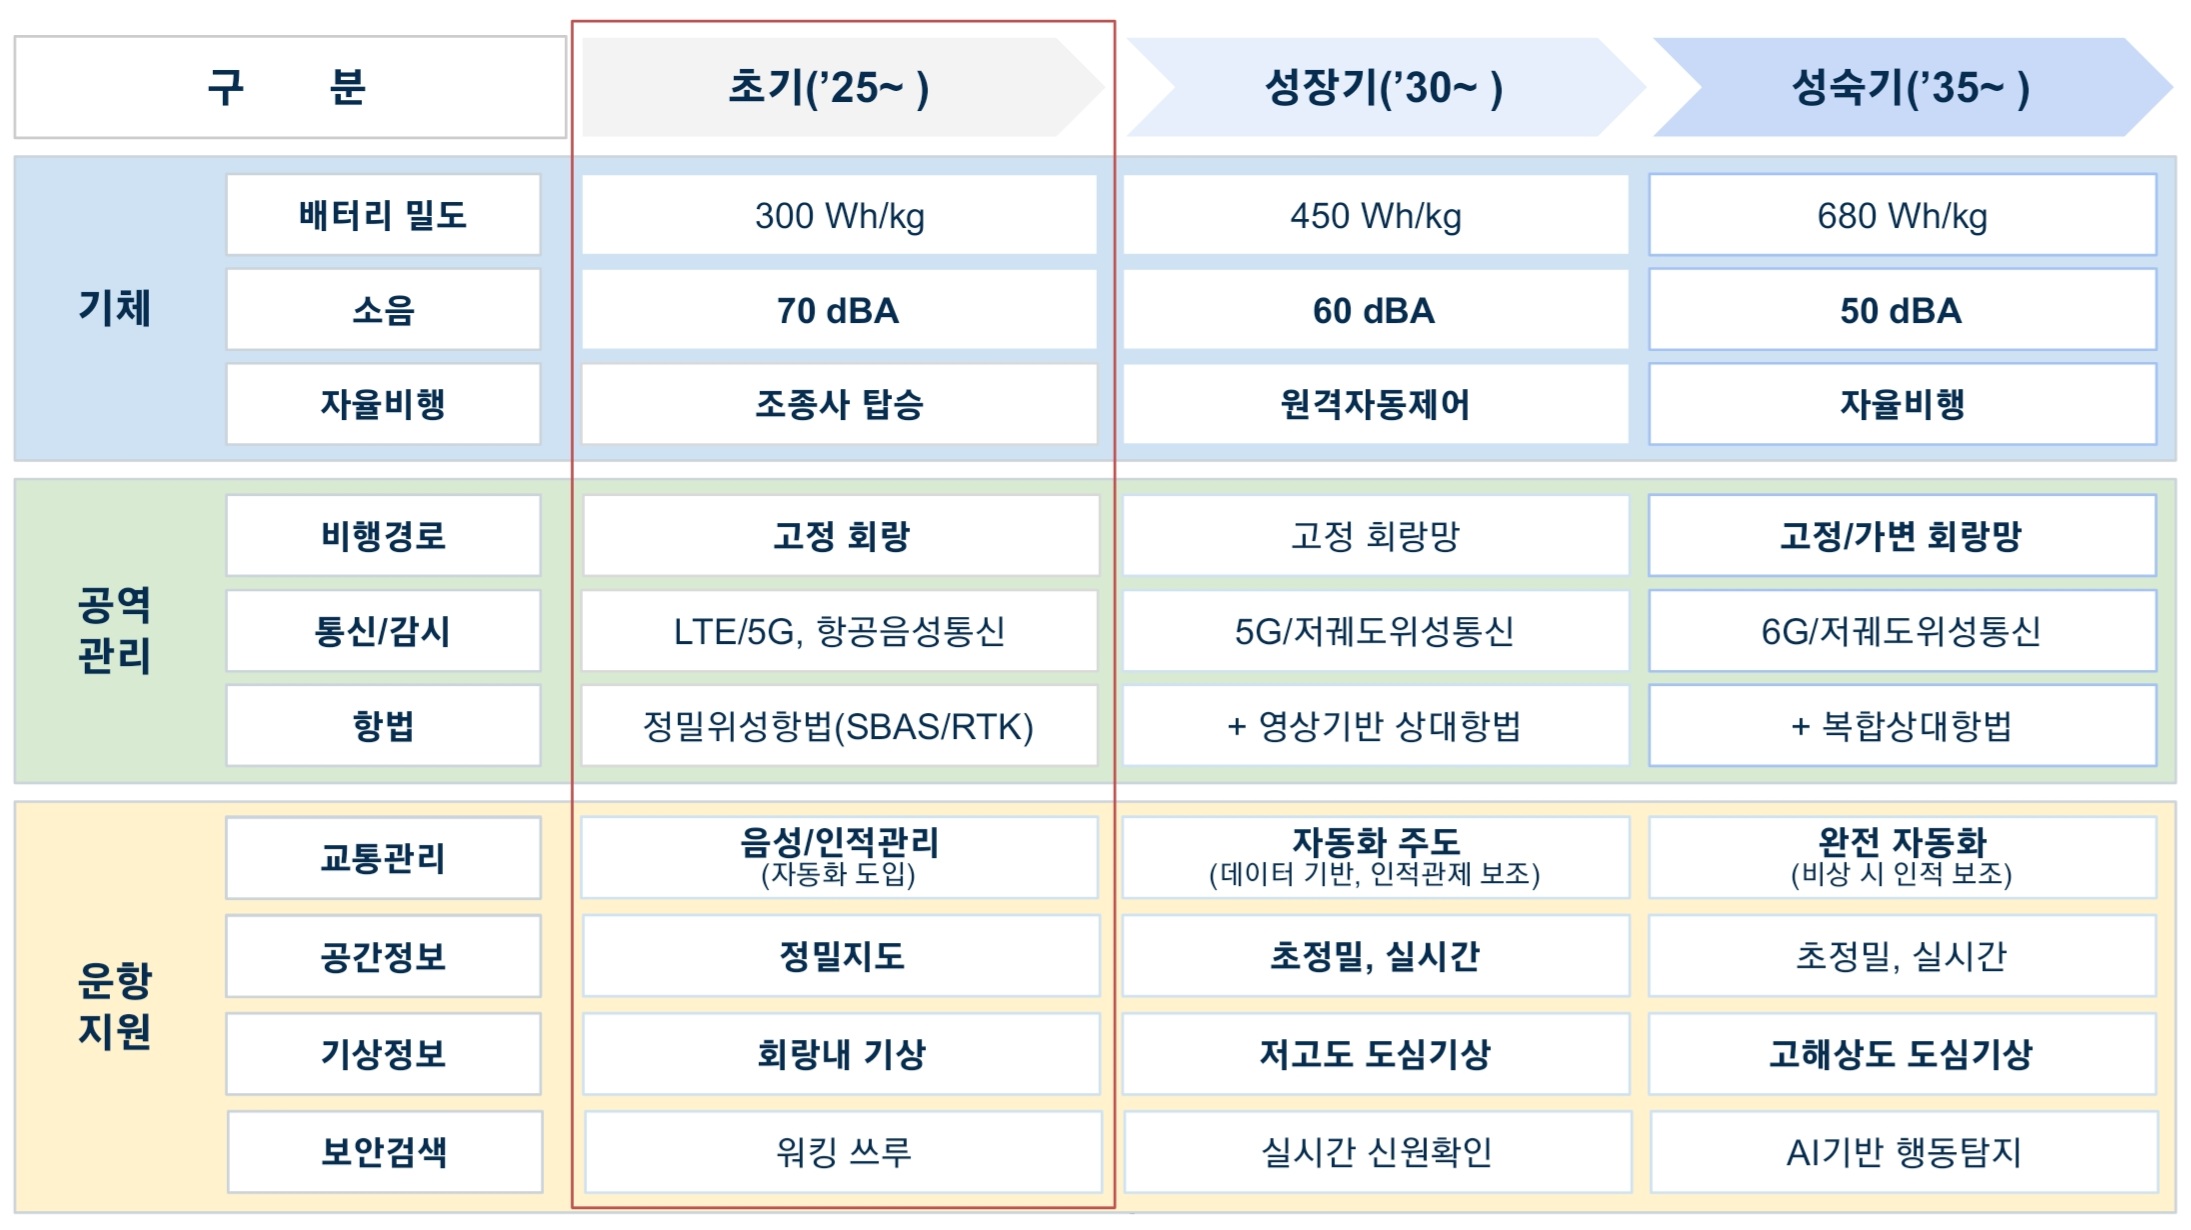 구 분
초기(’25~ )
성장기(’30~ )
성숙기(’35~ )
기체
배터리 밀도
300 Wh/kg
450 Wh/kg
680 Wh/kg
소음
70 dBA
60 dBA
50 dBA
자율비행
조종사 탑승
원격자동제어
자율비행
공역
관리
비행경로
고정 회랑
고정 회랑망
고정/가변 회랑망
통신/감시
LTE/5G, 항공음성통신
5G/저궤도위성통신
6G/저궤도위성통신
항법
정밀위성항법(SBAS/RTK)
+ 영상기반 상대항법
+ 복합상대항법
운항
지원
교통관리
음성/인적관리
(자동화 도입)
자동화 주도
(데이터 기반, 인적관제 보조)
완전 자동화
(비상 시 인적 보조)
공간정보
정밀지도
초정밀, 실시간
초정밀, 실시간
기상정보
회랑내 기상
저고도 도심기상
고해상도 도심기상
보안검색
워킹 쓰루
실시간 신원확인
AI기반 행동탐지